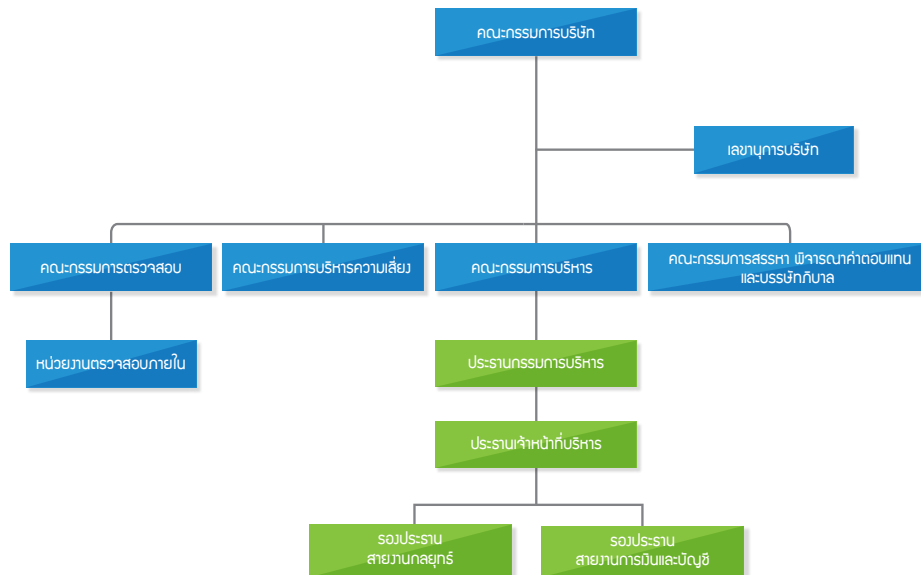 คณะกรรมการบริษัท
เลขานุการบริษัท
คณะกรรมการตรวจสอบ
คณะกรรมการบริหารความเสี่ยง
คณะกรรมการบริหาร
คณะกรรมการสรรหา พิจารณาค่าตอบแทน
และบรรษัทภิบาล
หน่วยงานตรวจสอบภายใน
ประธานกรรมการบริหาร
ประธานเจ้าหน้าที่บริหาร
รองประธาน
สายงานกลยุทธ์
รองประธาน
สายงานการเงินและบัญชี